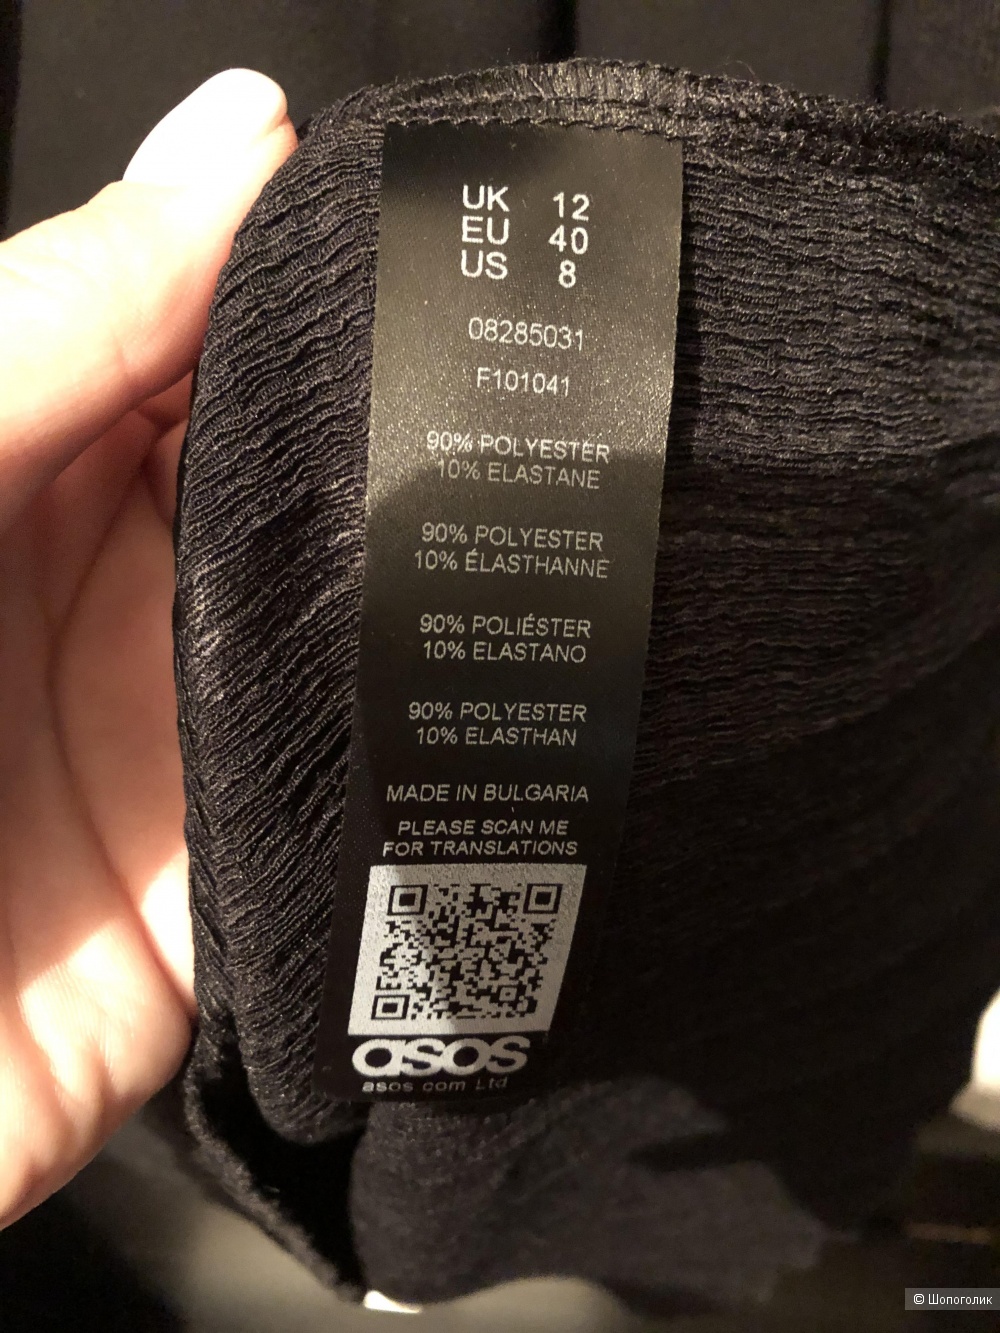 UK 12
EU 40
US 8
08285031
F101041
90% POLYESTER
10% ELASTANE
90% POLYESTER
10% ÉLASTHANNE
90% POLIÉSTER
10% ELASTANO
90% POLYESTER
10% ELASTHAN
MADE IN BULGARIA
PLEASE SCAN ME
FOR TRANSLATIONS
asos
asos com Ltd
© Шопоголик